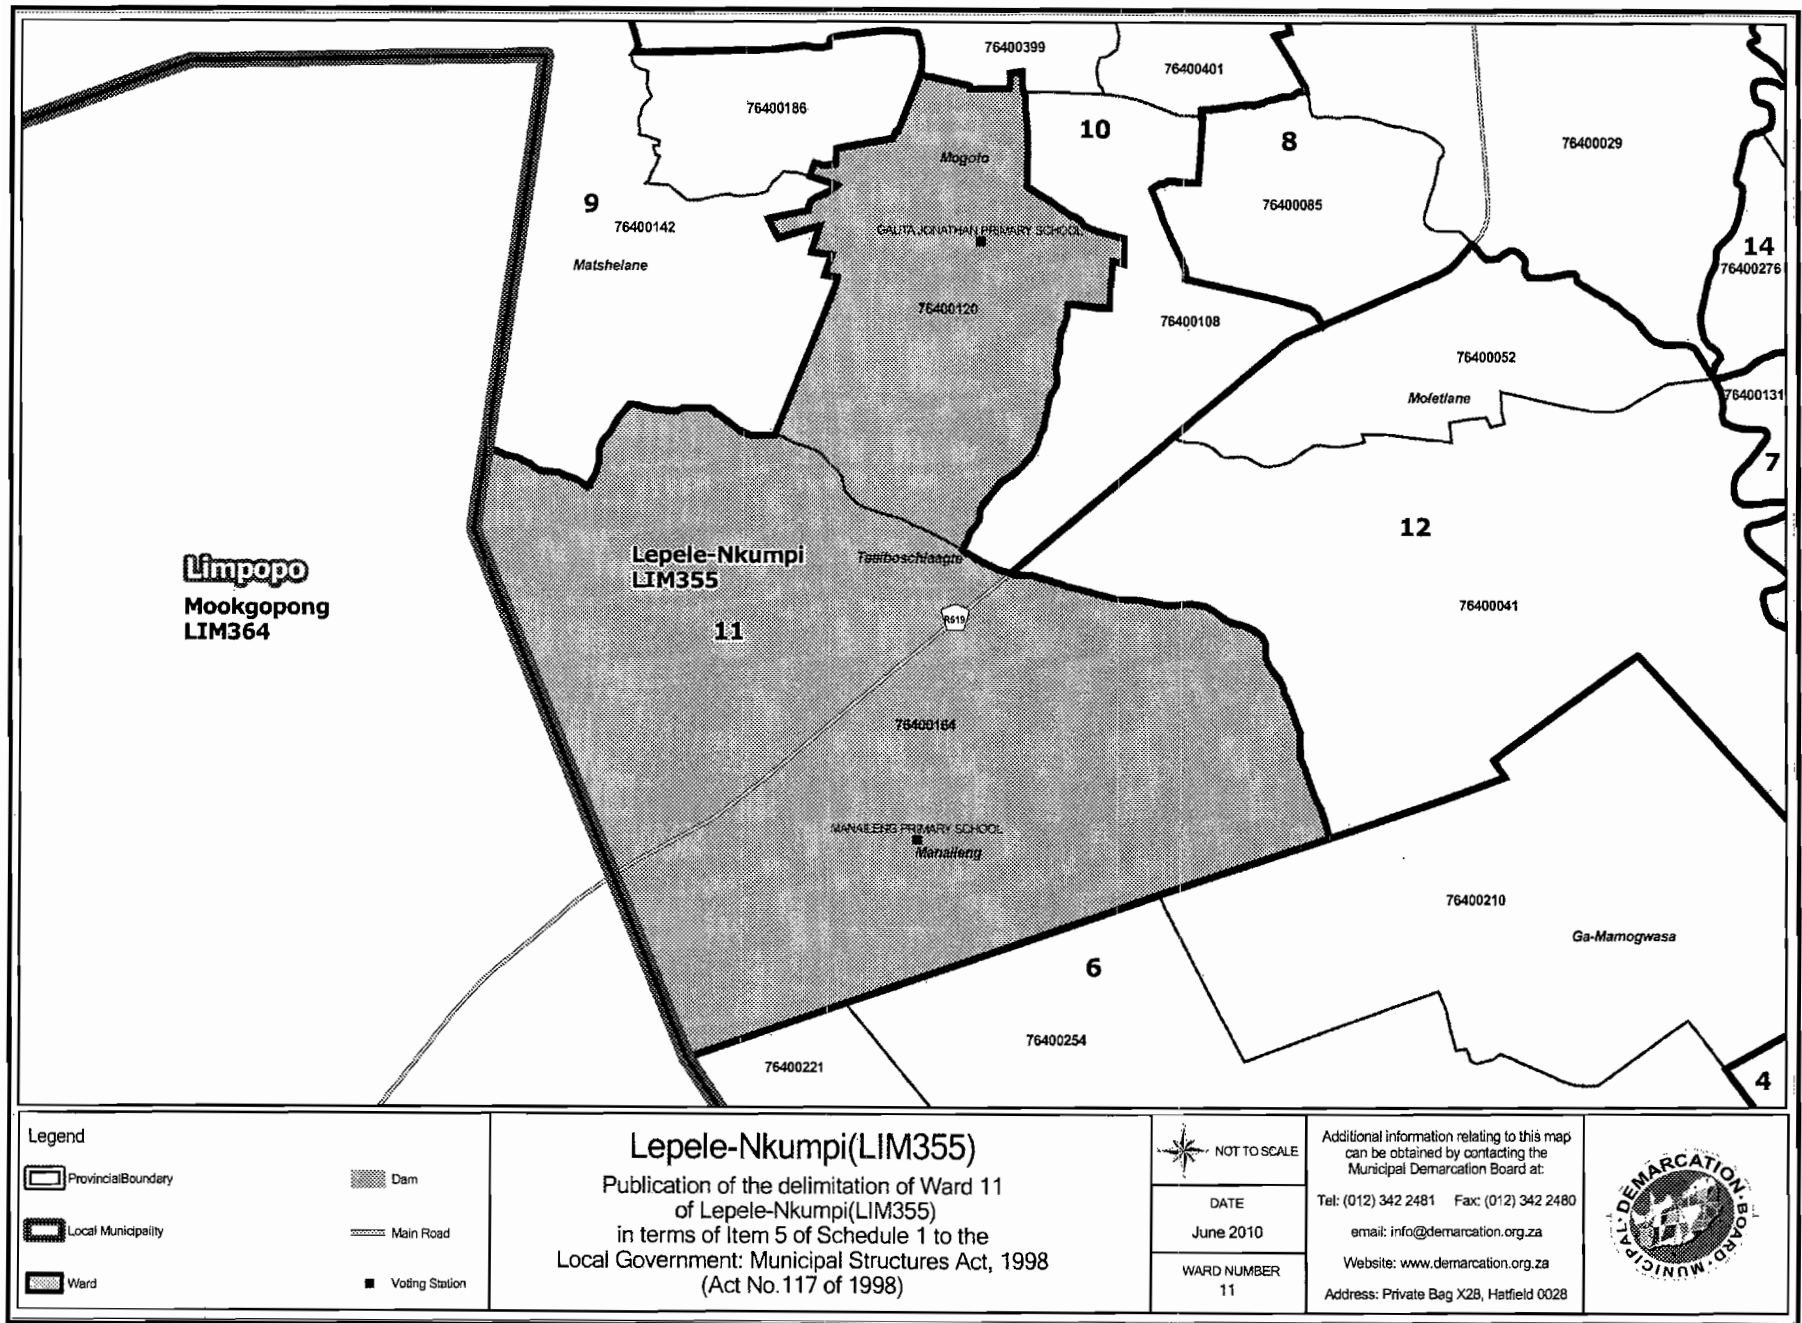 76400399
76400401
76400186
10
8
76400029
Mogoto
9
76400142
76400085
GAUTA JONATHAN PRIMARY SCHOOL
14
76400276
Matshelane
76400120
76400108
76400052
Moletlane
76400131
7
12
Lepele-Nkumpi
LIM355
Limpopo
Mookgopong
LIM364
11
R519
76400041
76400164
MANAILENG PRIMARY SCHOOL
Manaileng
76400210
Ga-Mamogwasa
6
76400254
76400221
4
Legend
ProvincialBoundary
Dam
Local Municipality
Main Road
Ward
Voting Station
Lepele-Nkumpi(LIM355)
Publication of the delimitation of Ward 11
of Lepele-Nkumpi(LIM355)
in terms of Item 5 of Schedule 1 to the
Local Government: Municipal Structures Act, 1998
(Act No.117 of 1998)
NOT TO SCALE
DATE
June 2010
WARD NUMBER
11
Additional information relating to this map
can be obtained by contacting the
Municipal Demarcation Board at:
Tel: (012) 342 2481 Fax: (012) 342 2480
email: info@demarcation.org.za
Website: www.demarcation.org.za
Address: Private Bag X28, Hatfield 0028
MUNICIPAL DEMARCATION BOARD